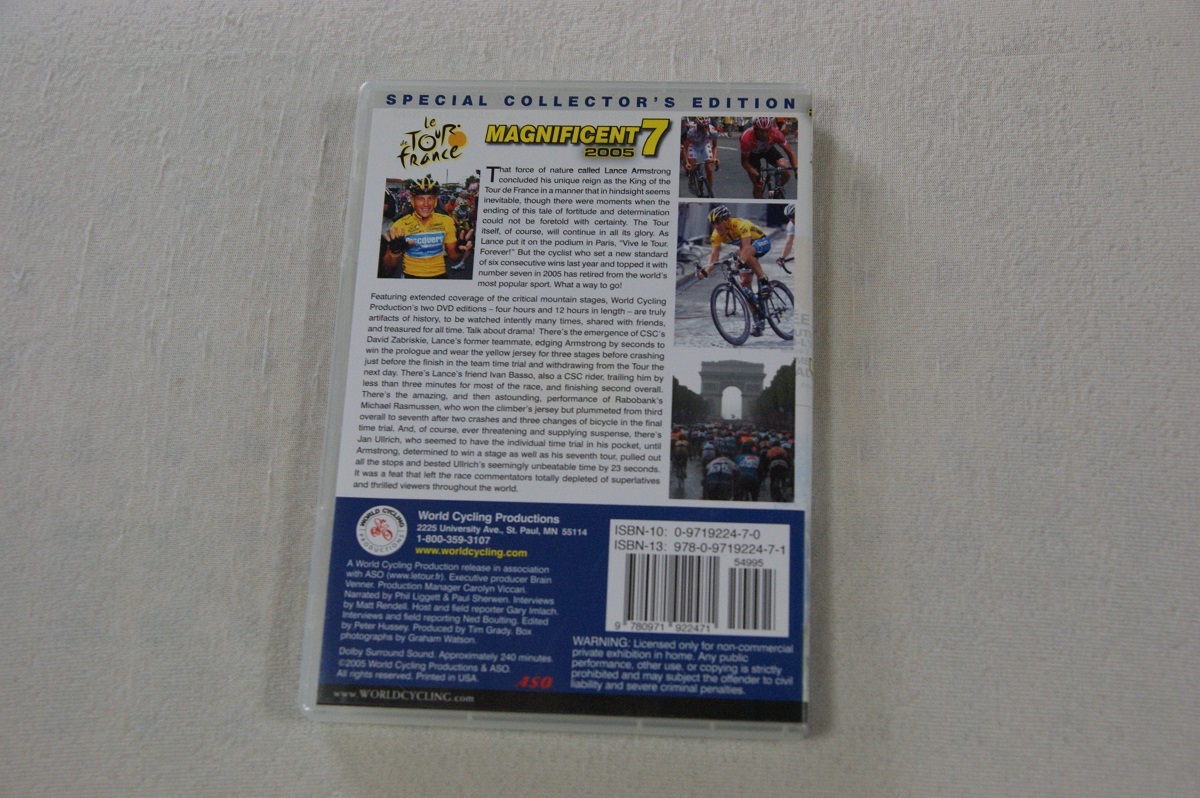 SPECIAL COLLECTOR'S EDITION
le
TOUR
de
france
MAGNIFICENT 7
2005
That force of nature called Lance Armstrong
concluded his unique reign as the King of the
Tour de France in a manner that in hindsight seems
inevitable, though there were moments when the
ending of this tale of fortitude and determination
could not be foretold with certainty. The Tour
itself, of course, will continue in all its glory. As
Lance put it on the podium in Paris, "Vive le Tour.
Forever!" But the cyclist who set a new standard
of six consecutive wins last year and topped it with
number seven in 2005 has retired from the world's
most popular sport. What a way to go!
Featuring extended coverage of the critical mountain stages, World Cycling
Production's two DVD editions – four hours and 12 hours in length – are truly
artifacts of history, to be watched intently many times, shared with friends,
and treasured for all time. Talk about drama! There's the emergence of CSC's
David Zabriskie, Lance's former teammate, edging Armstrong by seconds to
win the prologue and wear the yellow jersey for three stages before crashing
just before the finish in the team time trial and withdrawing from the Tour the
next day. There's Lance's friend Ivan Basso, also a CSC rider, trailing him by
less than three minutes for most of the race, and finishing second overall.
There's the amazing, and then astounding, performance of Rabobank's
Michael Rasmussen, who won the climber's jersey but plummeted from third
overall to seventh after two crashes and three changes of bicycle in the final
time trial. And, of course, ever threatening and supplying suspense, there's
Jan Ullrich, who seemed to have the individual time trial in his pocket, until
Armstrong, determined to win a stage as well as his seventh tour, pulled out
all the stops and bested Ullrich's seemingly unbeatable time by 23 seconds.
It was a feat that left the race commentators totally depleted of superlatives
and thrilled viewers throughout the world.
WORLD CYCLING
PRODUCTIONS
World Cycling Productions
2225 University Ave., St. Paul, MN 55114
1-800-359-3107
www.worldcycling.com
A World Cycling Production release in association
with ASO (www.letour.fr). Executive producer Brain
Venner. Production Manager Carolyn Viccari.
Narrated by Phil Liggett & Paul Sherwen. Interviews
by Matt Rendell. Host and field reporter Gary Imlach.
Interviews and field reporting Ned Boulting. Edited
by Peter Hussey. Produced by Tim Grady. Box
photographs by Graham Watson.
Dolby Surround Sound. Approximately 240 minutes.
©2005 World Cycling Productions & ASO.
All rights reserved. Printed in USA.
ASO
ISBN-10: 0-9719224-7-0
ISBN-13: 978-0-9719224-7-1
54995
9 780971 922471
WARNING: Licensed only for non-commercial
private exhibition in home. Any public
performance, other use, or copying is strictly
prohibited and may subject the offender to civil
liability and severe criminal penalties.
www.WORLDCYCLING.com